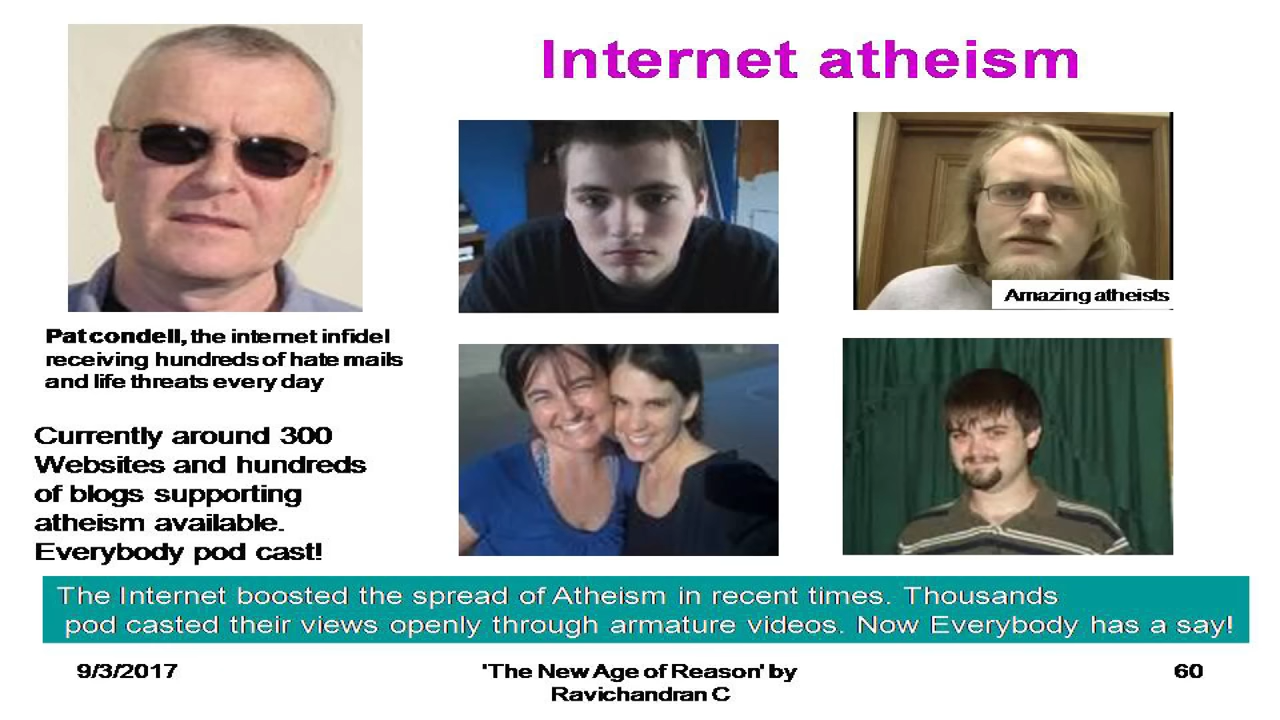 Internet atheism
Amazing atheists
Pat condell, the internet infidel
receiving hundreds of hate mails
and life threats every day
Currently around 300
Websites and hundreds
of blogs supporting
atheism available.
Everybody pod cast!
The Internet boosted the spread of Atheism in recent times. Thousands
pod casted their views openly through armature videos. Now Everybody has a say!
9/3/2017
'The New Age of Reason' by
Ravichandran C
60